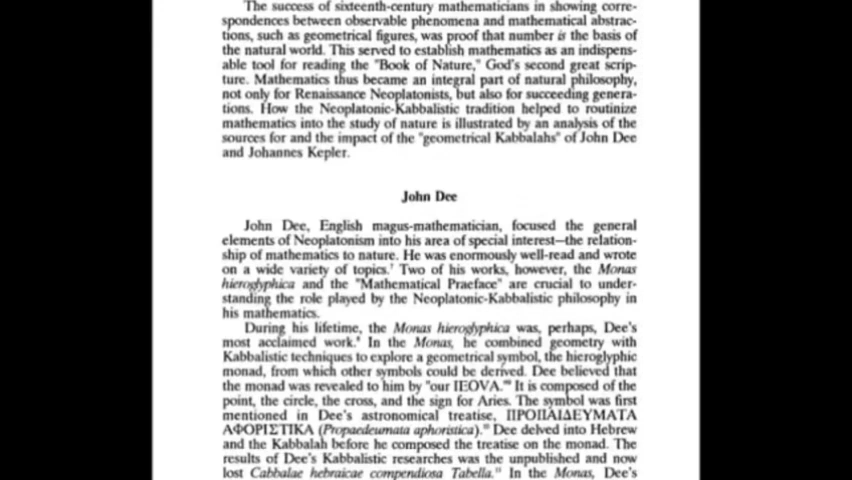 The success of sixteenth-century mathematicians in showing corre-
spondences between observable phenomena and mathematical abstrac-
tions, such as geometrical figures, was proof that number is the basis of
the natural world. This served to establish mathematics as an indispens-
able tool for reading the "Book of Nature," God's second great scrip-
ture. Mathematics thus became an integral part of natural philosophy,
not only for Renaissance Neoplatonists, but also for succeeding genera-
tions. How the Neoplatonic-Kabbalistic tradition helped to routinize
mathematics into the study of nature is illustrated by an analysis of the
sources for and the impact of the "geometrical Kabbalahs" of John Dee
and Johannes Kepler.
John Dee
John Dee, English magus-mathematician, focused the general
elements of Neoplatonism into his area of special interest—the relation-
ship of mathematics to nature. He was enormously well-read and wrote
on a wide variety of topics.⁷ Two of his works, however, the Monas
hieroglyphica and the "Mathematical Praeface" are crucial to under-
standing the role played by the Neoplatonic-Kabbalistic philosophy in
his mathematics.
During his lifetime, the Monas hieroglyphica was, perhaps, Dee's
most acclaimed work.⁸ In the Monas, he combined geometry with
Kabbalistic techniques to explore a geometrical symbol, the hieroglyphic
monad, from which other symbols could be derived. Dee believed that
the monad was revealed to him by "our IEOVA." It is composed of the
point, the circle, the cross, and the sign for Aries. The symbol was first
mentioned in Dee's astronomical treatise, ΠΡΟΠΑΙΔΕΥΜΑΤΑ
ΑΦΟΡΙΣΤΙΚΑ (Propaedeumata aphoristica). Dee delved into Hebrew
and the Kabbalah before he composed the treatise on the monad. The
results of Dee's Kabbalistic researches was the unpublished and now
lost Cabbalae hebraicae compendiosa Tabella. In the Monas, Dee's